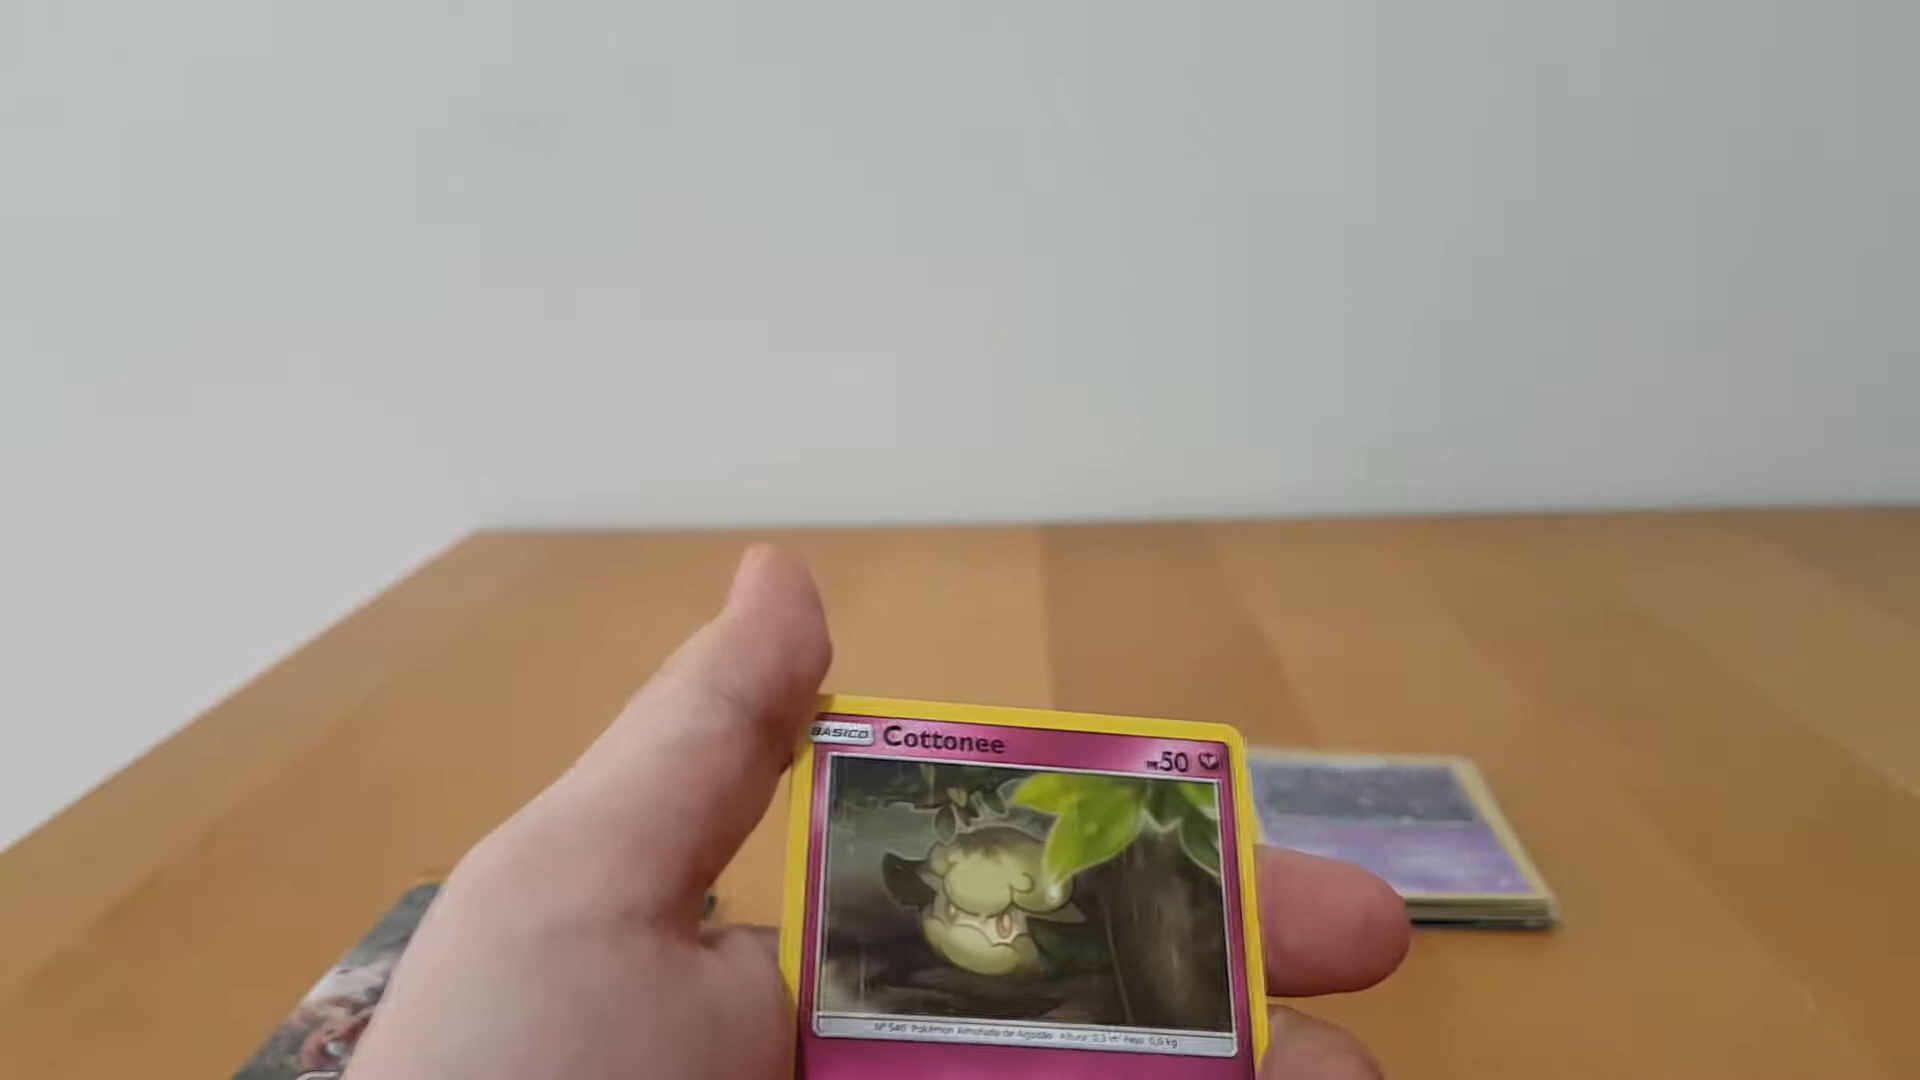 BÁSICO Cottonee PS50
Nº 546 Pokémon Almofada de Algodão Altura: 0,3 m Peso: 0,6 kg